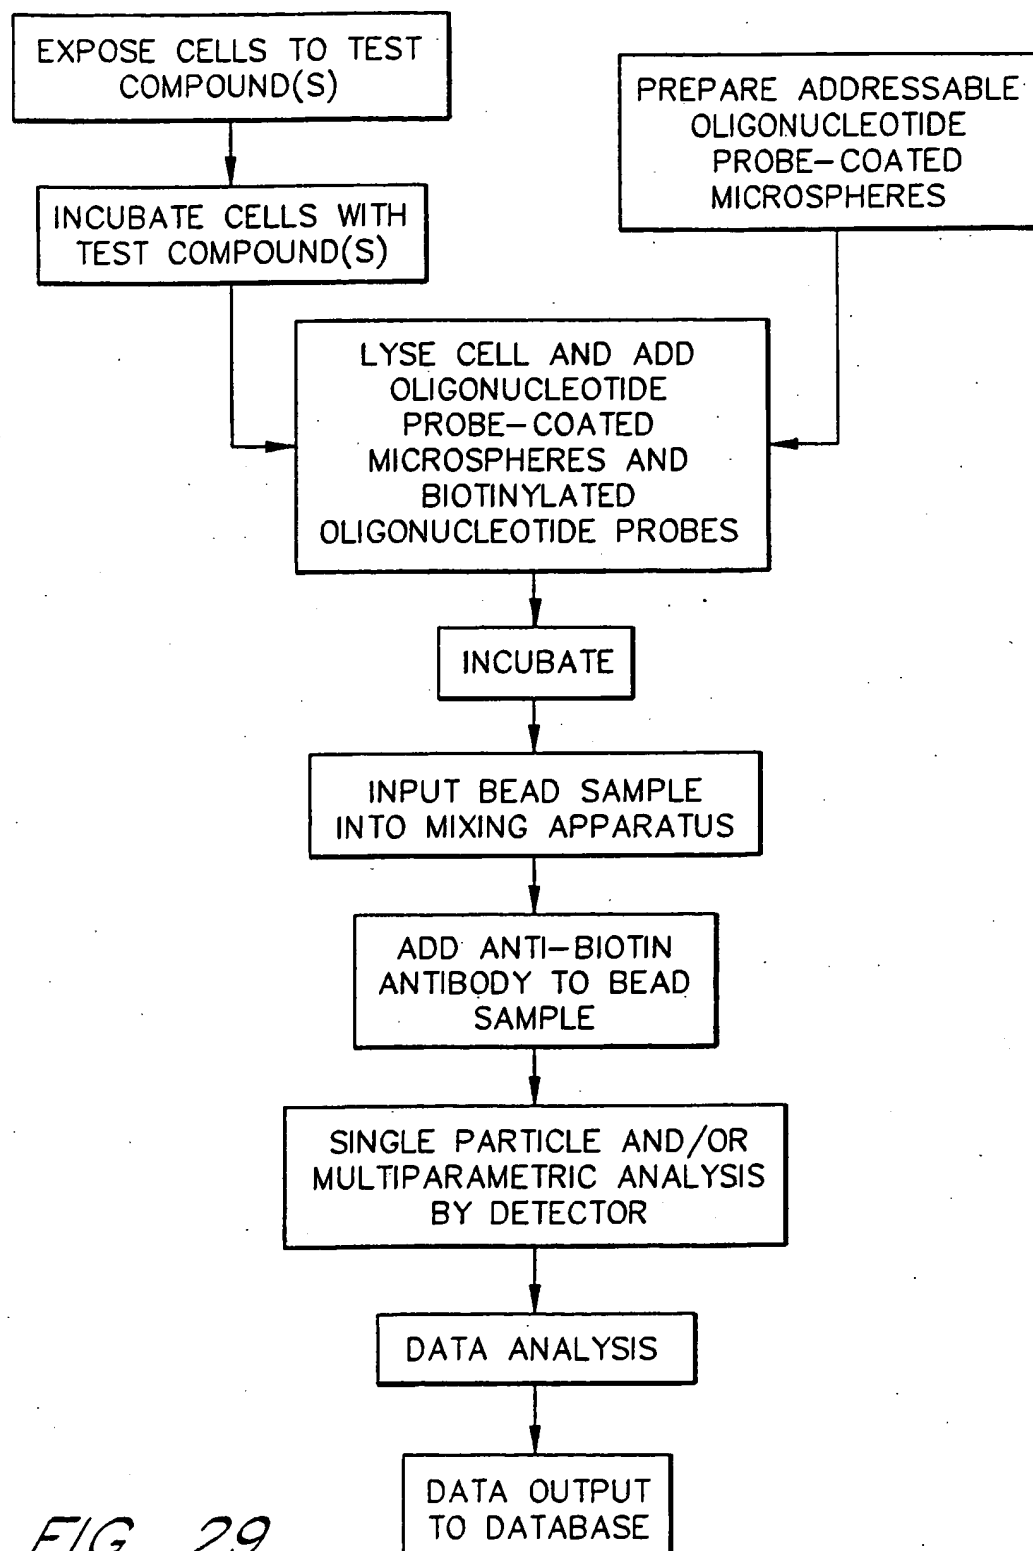 EXPOSE CELLS TO TEST
COMPOUND(S)
INCUBATE CELLS WITH
TEST COMPOUND(S)
PREPARE ADDRESSABLE
OLIGONUCLEOTIDE
PROBE-COATED
MICROSPHERES
LYSE CELL AND ADD
OLIGONUCLEOTIDE
PROBE-COATED
MICROSPHERES AND
BIOTINYLATED
OLIGONUCLEOTIDE PROBES
INCUBATE
INPUT BEAD SAMPLE
INTO MIXING APPARATUS
ADD ANTI-BIOTIN
ANTIBODY TO BEAD
SAMPLE
SINGLE PARTICLE AND/OR
MULTIPARAMETRIC ANALYSIS
BY DETECTOR
DATA ANALYSIS
DATA OUTPUT
TO DATABASE
FIG. 29